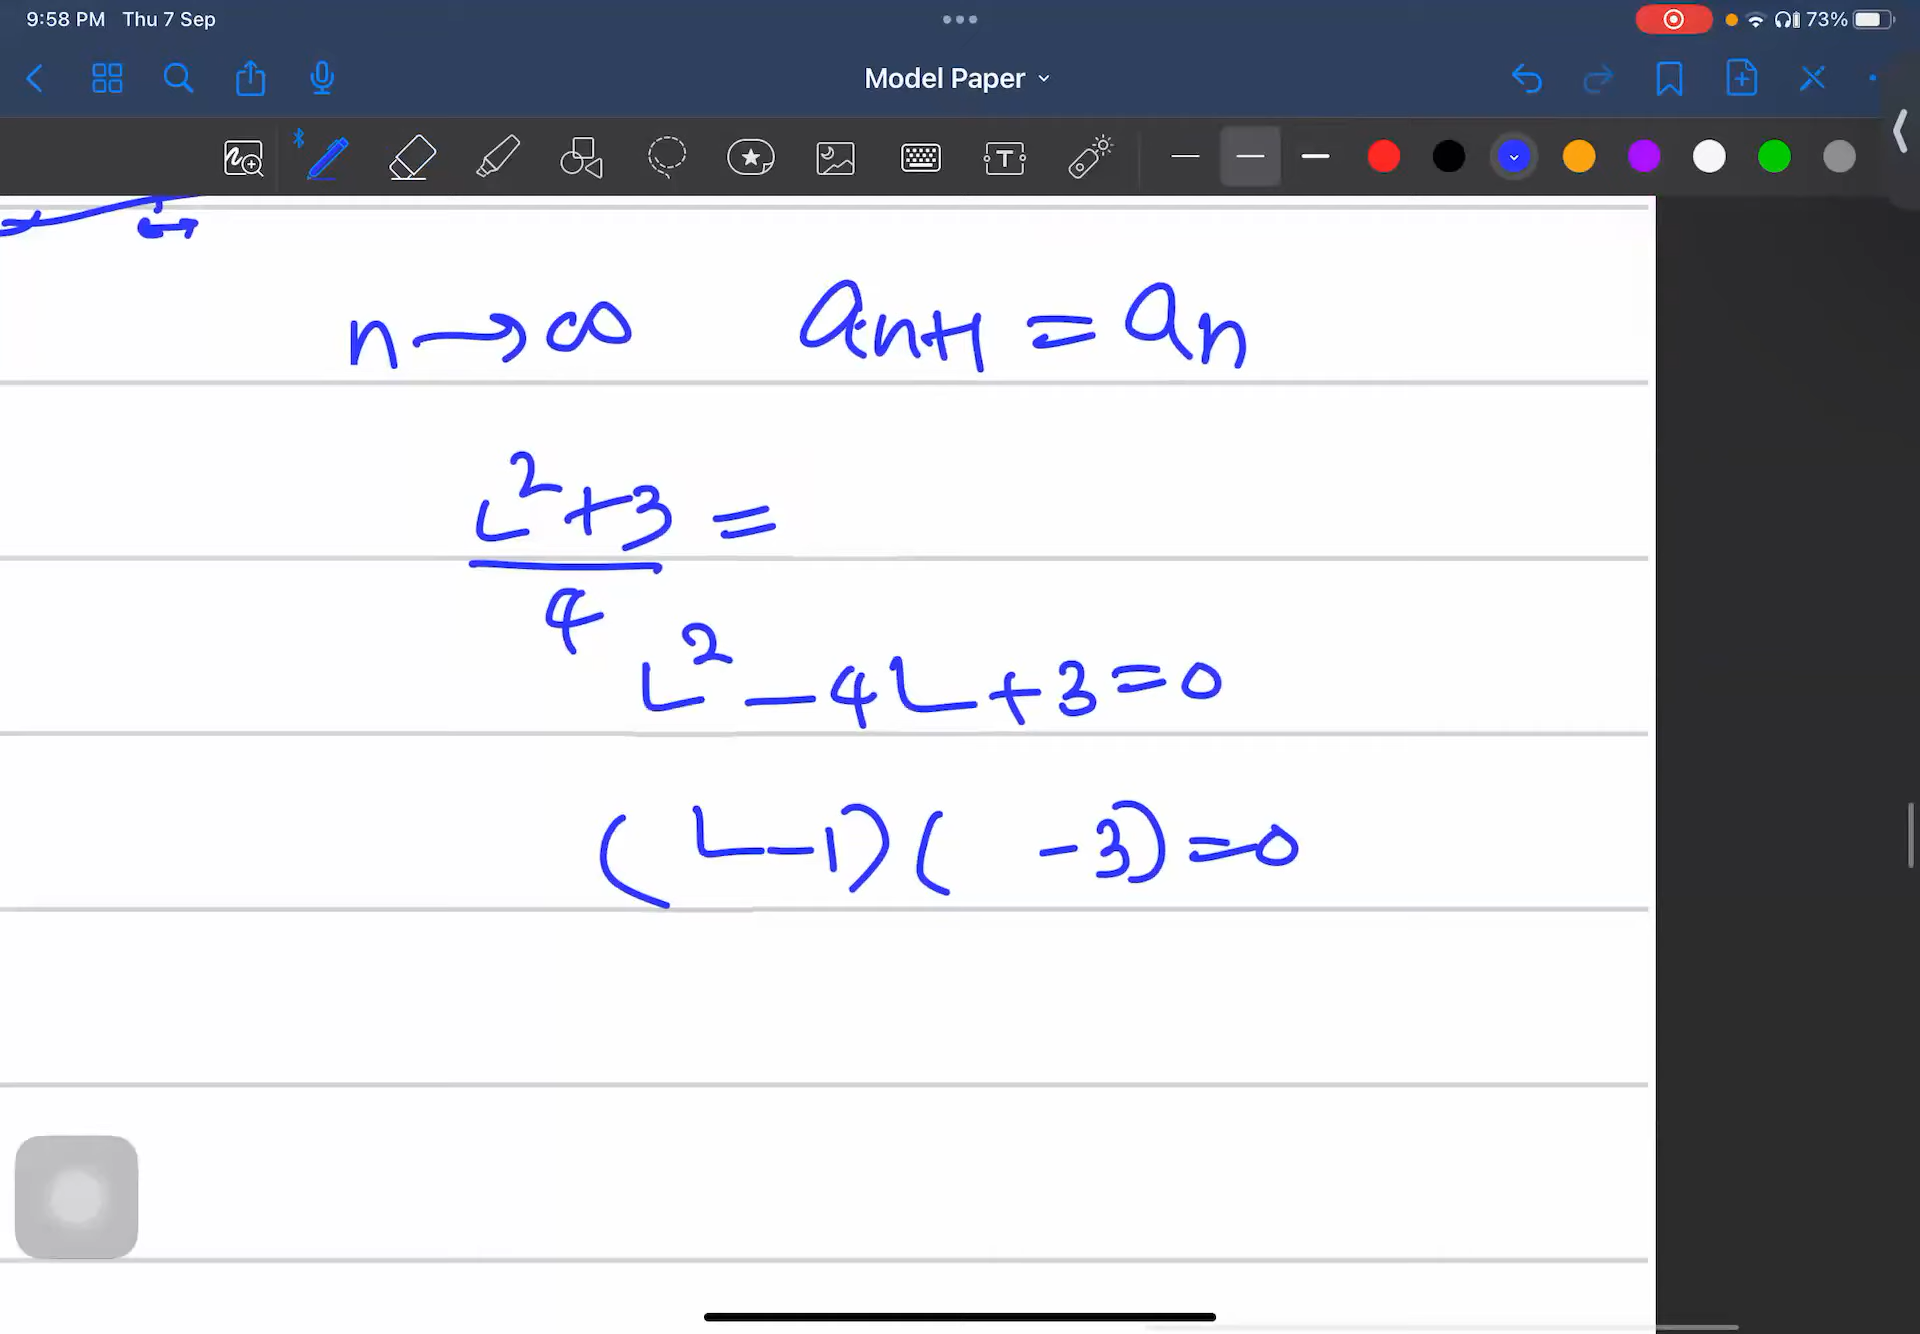 9:58 PM Thu 7 Sep 73%
Model Paper
n → ∞ aₙ₊₁ = aₙ
L² + 3 =
4
L² – 4L + 3 = 0
( L – 1 ) ( – 3 ) = 0